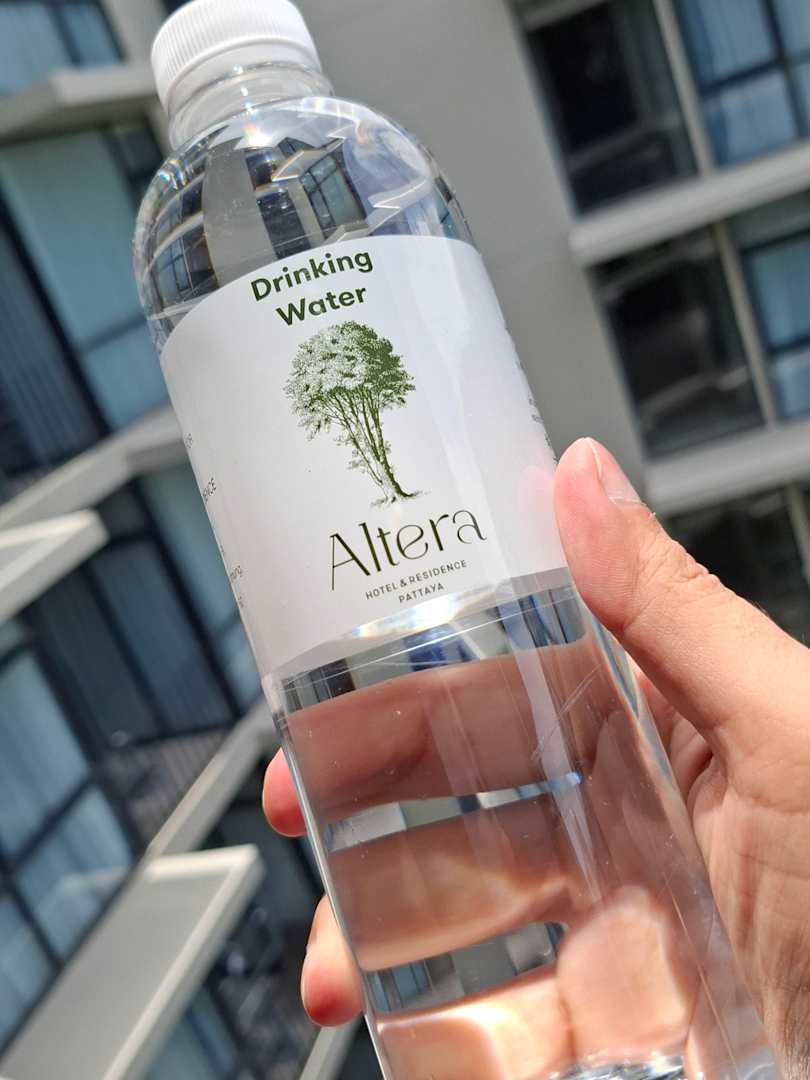 Drinking
Water
Altera
HOTEL & RESIDENCE
PATTAYA